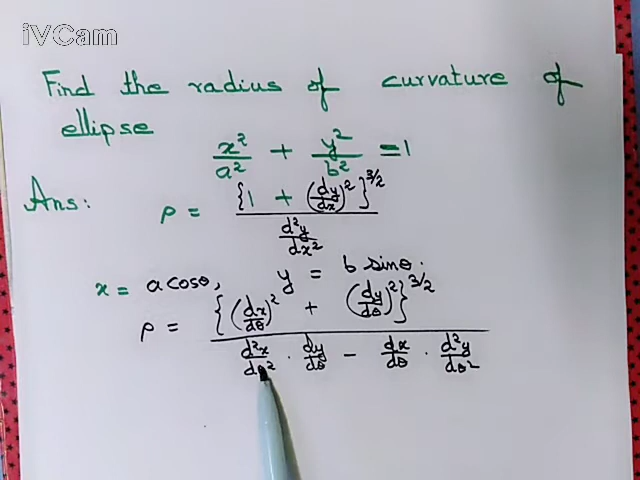 iVCam
Find the radius of curvature of
ellipse
x²/a² + y²/b² = 1
Ans: ρ = {1 + (dy/dx)²}^3/2 / d²y/dx²
x = a cosθ, y = b sinθ.
ρ = {(dx/dθ)² + (dy/dθ)²}^3/2 / d²x/dθ² · dy/dθ − dx/dθ · d²y/dθ²